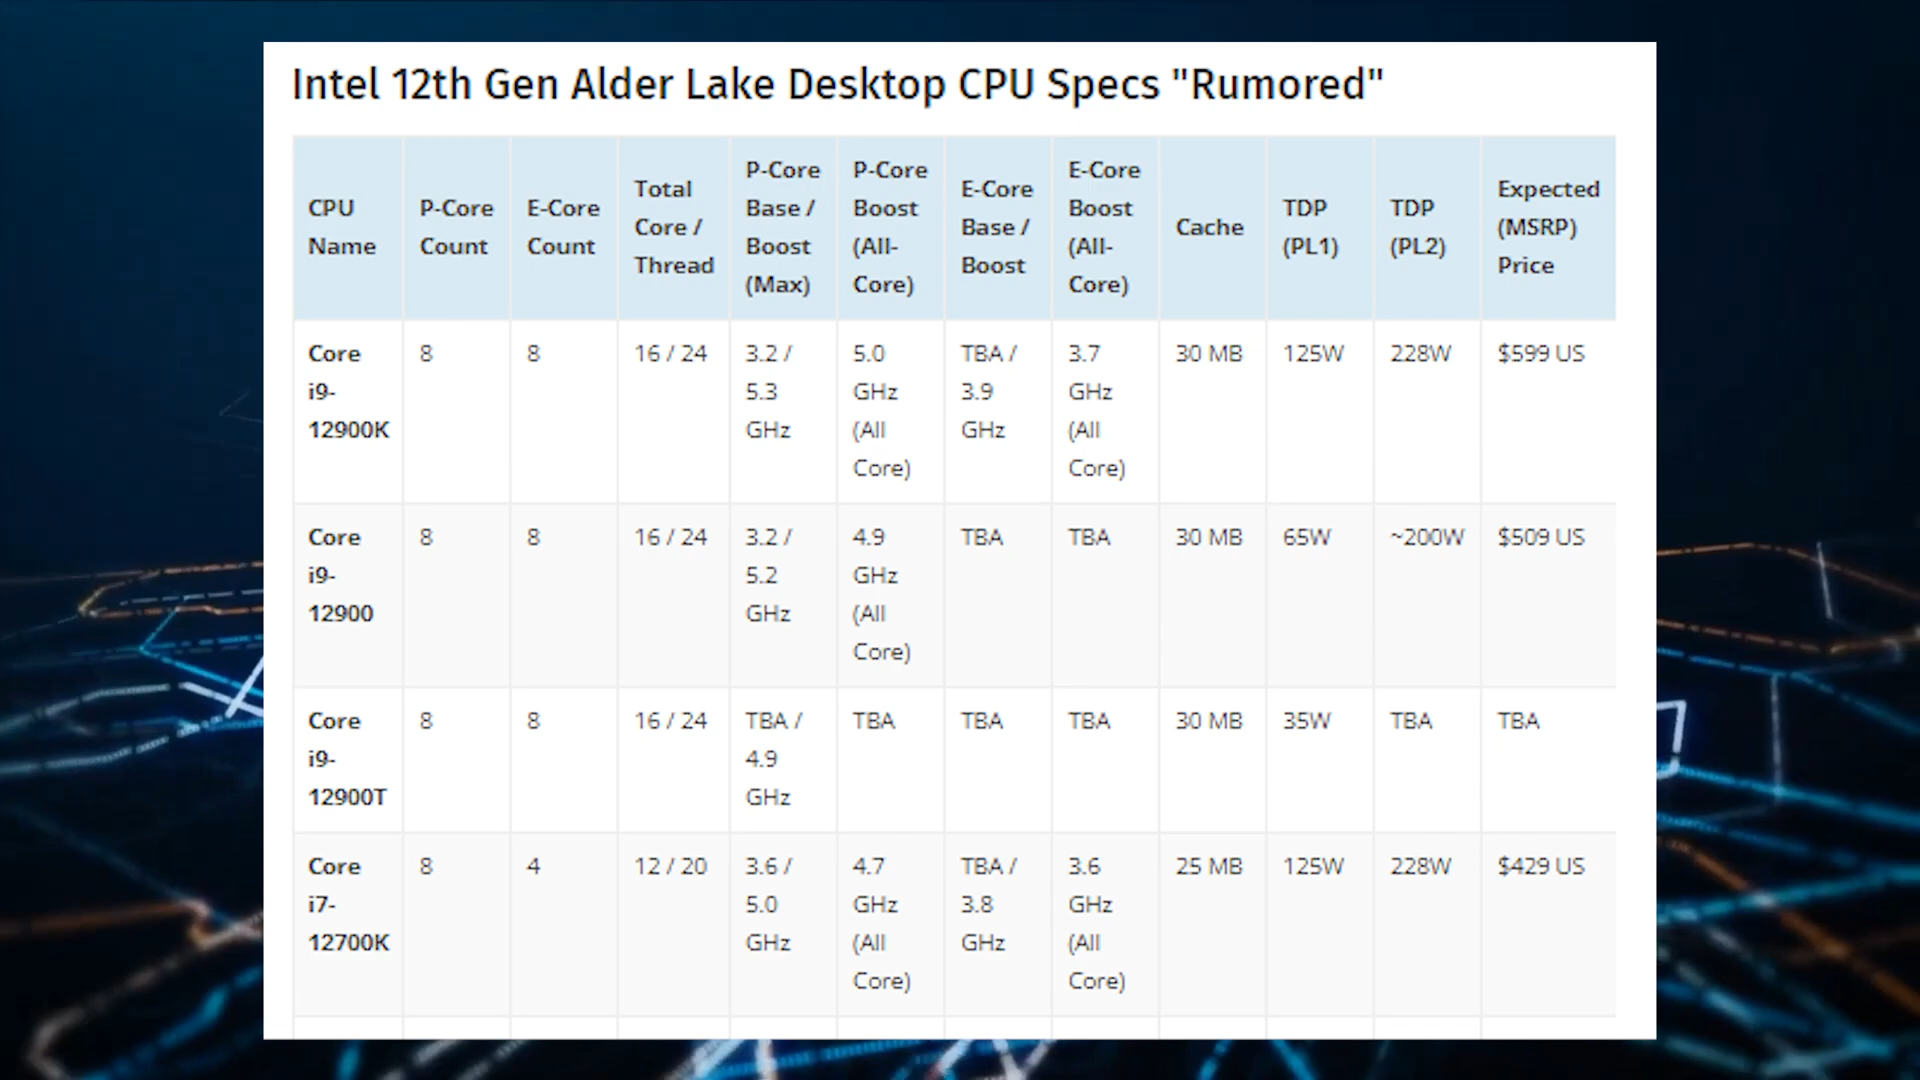 Intel 12th Gen Alder Lake Desktop CPU Specs "Rumored"
CPU Name
P-Core Count
E-Core Count
Total Core / Thread
P-Core Base / Boost (Max)
P-Core Boost (All-Core)
E-Core Base / Boost
E-Core Boost (All-Core)
Cache
TDP (PL1)
TDP (PL2)
Expected (MSRP) Price
Core i9-12900K
8
8
16 / 24
3.2 / 5.3 GHz
5.0 GHz (All Core)
TBA / 3.9 GHz
3.7 GHz (All Core)
30 MB
125W
228W
$599 US
Core i9-12900
8
8
16 / 24
3.2 / 5.2 GHz
4.9 GHz (All Core)
TBA
TBA
30 MB
65W
~200W
$509 US
Core i9-12900T
8
8
16 / 24
TBA / 4.9 GHz
TBA
TBA
TBA
30 MB
35W
TBA
TBA
Core i7-12700K
8
4
12 / 20
3.6 / 5.0 GHz
4.7 GHz (All Core)
TBA / 3.8 GHz
3.6 GHz (All Core)
25 MB
125W
228W
$429 US